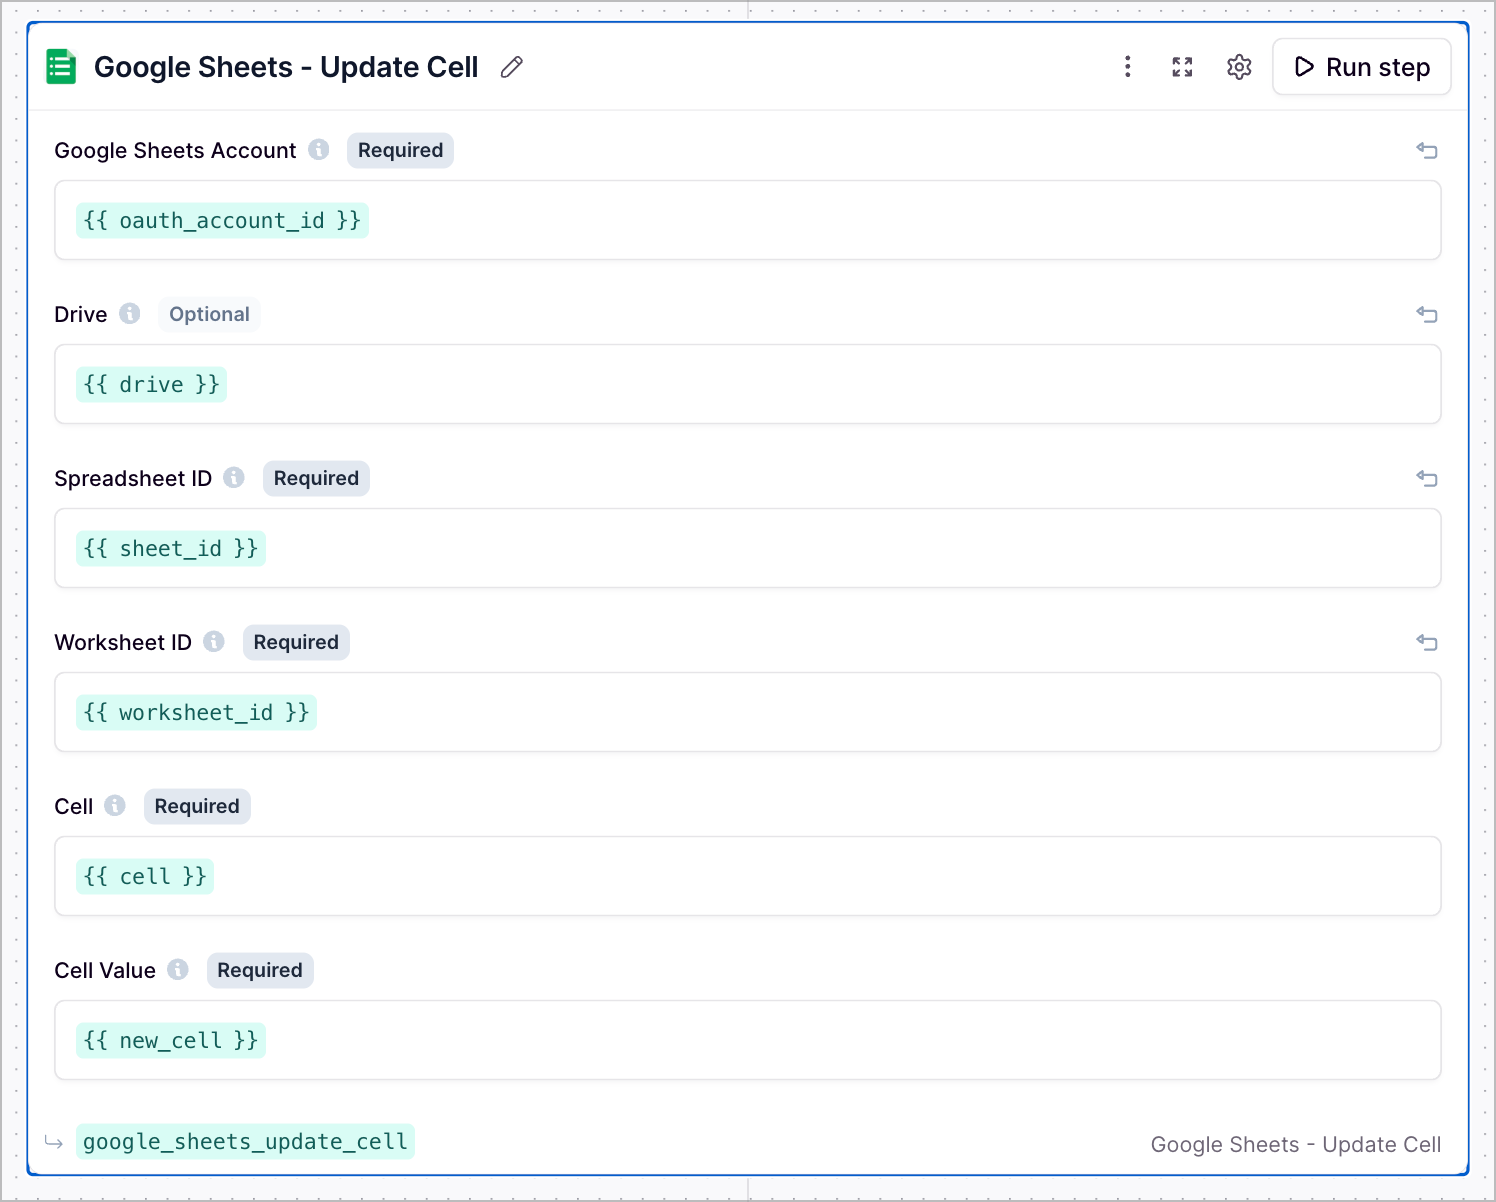 Google Sheets - Update Cell
Run step
Google Sheets Account Required
{{ oauth_account_id }}
Drive Optional
{{ drive }}
Spreadsheet ID Required
{{ sheet_id }}
Worksheet ID Required
{{ worksheet_id }}
Cell Required
{{ cell }}
Cell Value Required
{{ new_cell }}
google_sheets_update_cell
Google Sheets - Update Cell